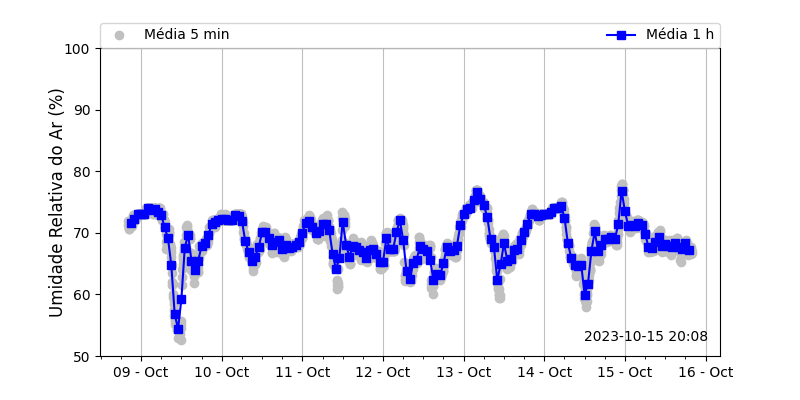 Média 5 min Média 1 h
100
90
80
70
60
50
Umidade Relativa do Ar (%)
2023-10-15 20:08
09 - Oct 10 - Oct 11 - Oct 12 - Oct 13 - Oct 14 - Oct 15 - Oct 16 - Oct